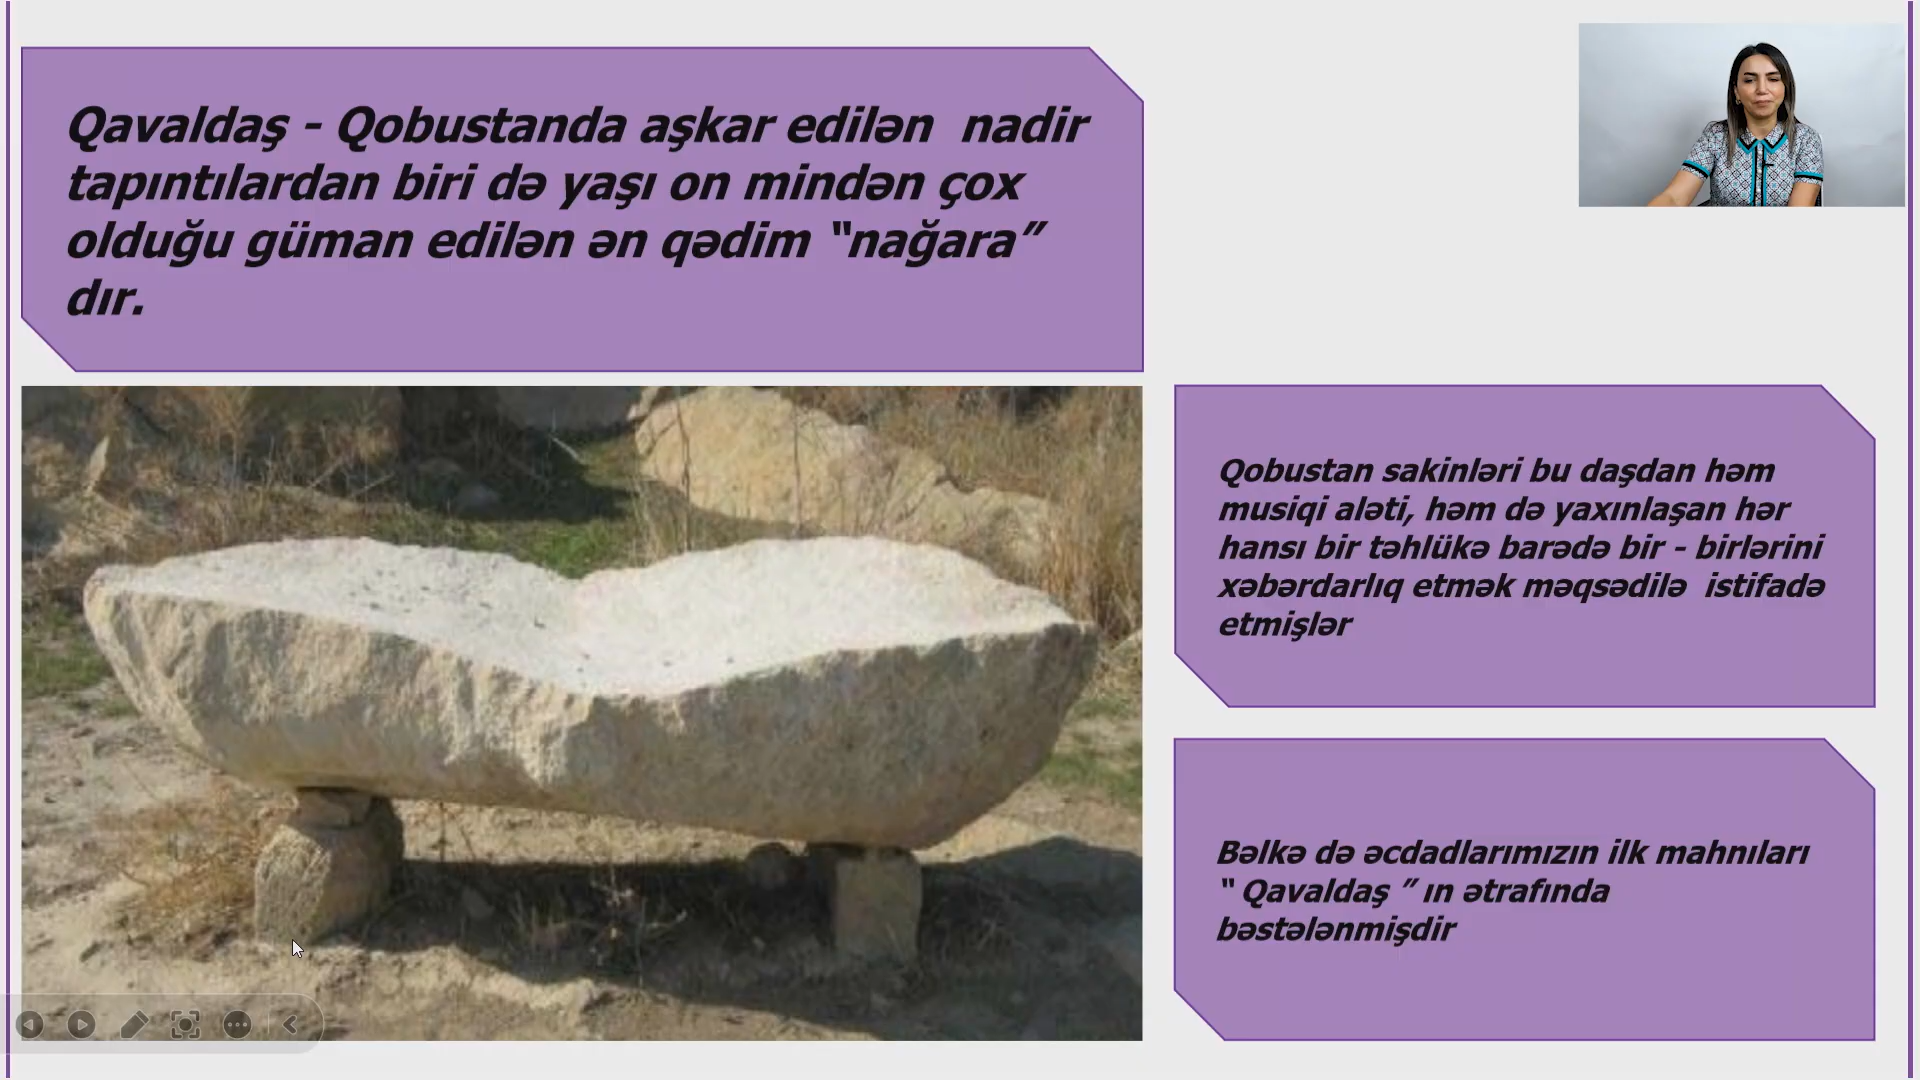 Qavaldaş - Qobustanda aşkar edilən  nadir
tapıntılardan biri də yaşı on mindən çox
olduğu güman edilən ən qədim “nağara”
dır.
Qobustan sakinləri bu daşdan həm
musiqi aləti, həm də yaxınlaşan hər
hansı bir təhlükə barədə bir - birlərini
xəbərdarlıq etmək məqsədilə  istifadə
etmişlər
Bəlkə də əcdadlarımızın ilk mahnıları
“ Qavaldaş ” ın ətrafında
bəstələnmişdir